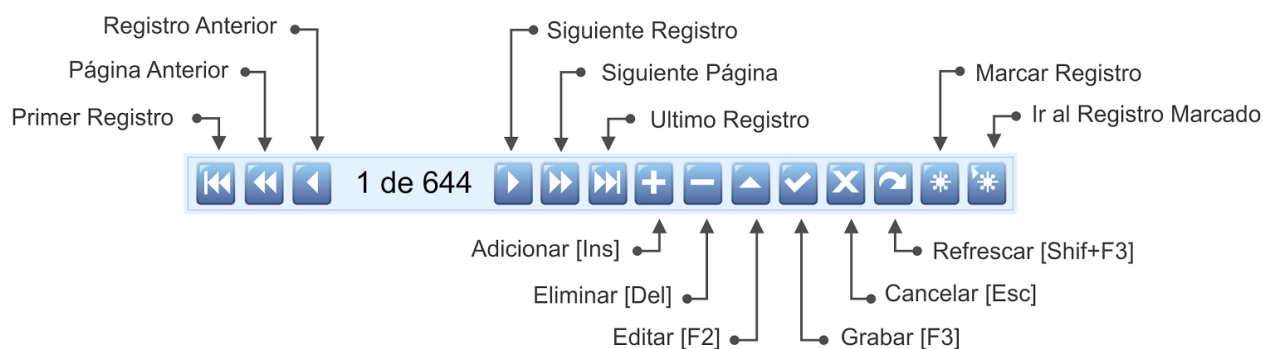 Registro Anterior
Siguiente Registro
Página Anterior
Siguiente Página
Marcar Registro
Primer Registro
Ultimo Registro
Ir al Registro Marcado
1 de 644
Adicionar [Ins]
Refrescar [Shif+F3]
Eliminar [Del]
Cancelar [Esc]
Editar [F2]
Grabar [F3]